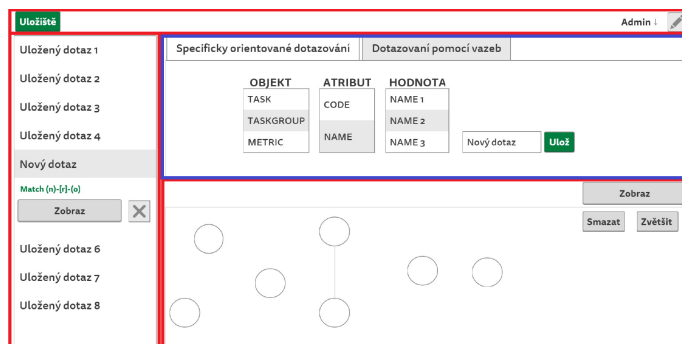 Uložiště
Admin ↓
Uložený dotaz 1
Uložený dotaz 2
Uložený dotaz 3
Uložený dotaz 4
Nový dotaz
Match (n)-[r]-(o)
Zobraz
Uložený dotaz 6
Uložený dotaz 7
Uložený dotaz 8
Specificky orientované dotazování
Dotazovaní pomocí vazeb
OBJEKT
TASK
TASKGROUP
METRIC
ATRIBUT
CODE
NAME
HODNOTA
NAME 1
NAME 2
NAME 3
Nový dotaz
Ulož
Zobraz
Smazat
Zvětšit